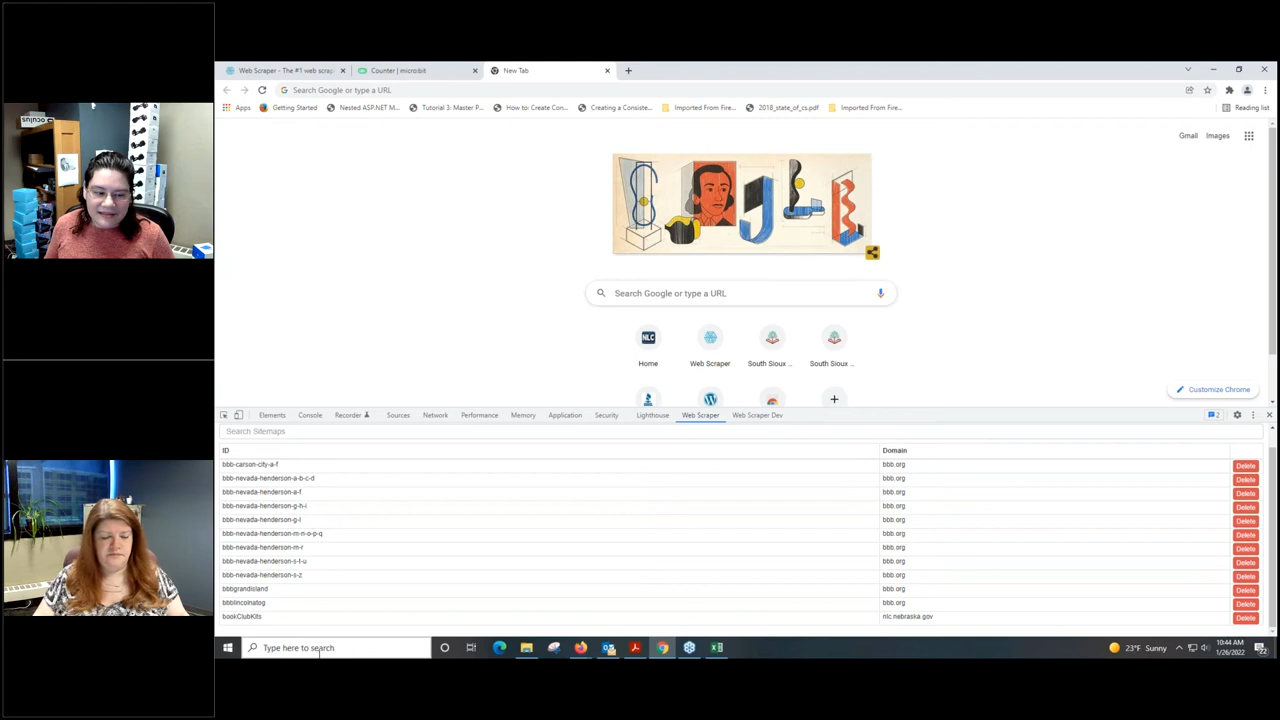 oculus
Web Scraper - The #1 web scrap
Counter | micro:bit
New Tab
Search Google or type a URL
Apps
Getting Started
Nested ASP.NET M...
Tutorial 3: Master P...
How to: Create Con...
Creating a Consiste...
Imported From Fire...
2018_state_of_cs.pdf
Imported From Fire...
Reading list
Gmail
Images
Search Google or type a URL
NLC
Home
Web Scraper
South Sioux ...
South Sioux ...
Customize Chrome
Elements
Console
Recorder
Sources
Network
Performance
Memory
Application
Security
Lighthouse
Web Scraper
Web Scraper Dev
2
Search Sitemaps
ID Domain
bbb-carson-city-a-f bbb.org Delete
bbb-nevada-henderson-a-b-c-d bbb.org Delete
bbb-nevada-henderson-a-f bbb.org Delete
bbb-nevada-henderson-g-h-i bbb.org Delete
bbb-nevada-henderson-g-l bbb.org Delete
bbb-nevada-henderson-m-n-o-p-q bbb.org Delete
bbb-nevada-henderson-m-r bbb.org Delete
bbb-nevada-henderson-s-t-u bbb.org Delete
bbb-nevada-henderson-s-z bbb.org Delete
bbbgrandisland bbb.org Delete
bbblincolnatog bbb.org Delete
bookClubKits nlc.nebraska.gov Delete
Type here to search
23°F Sunny
10:44 AM
1/26/2022
22